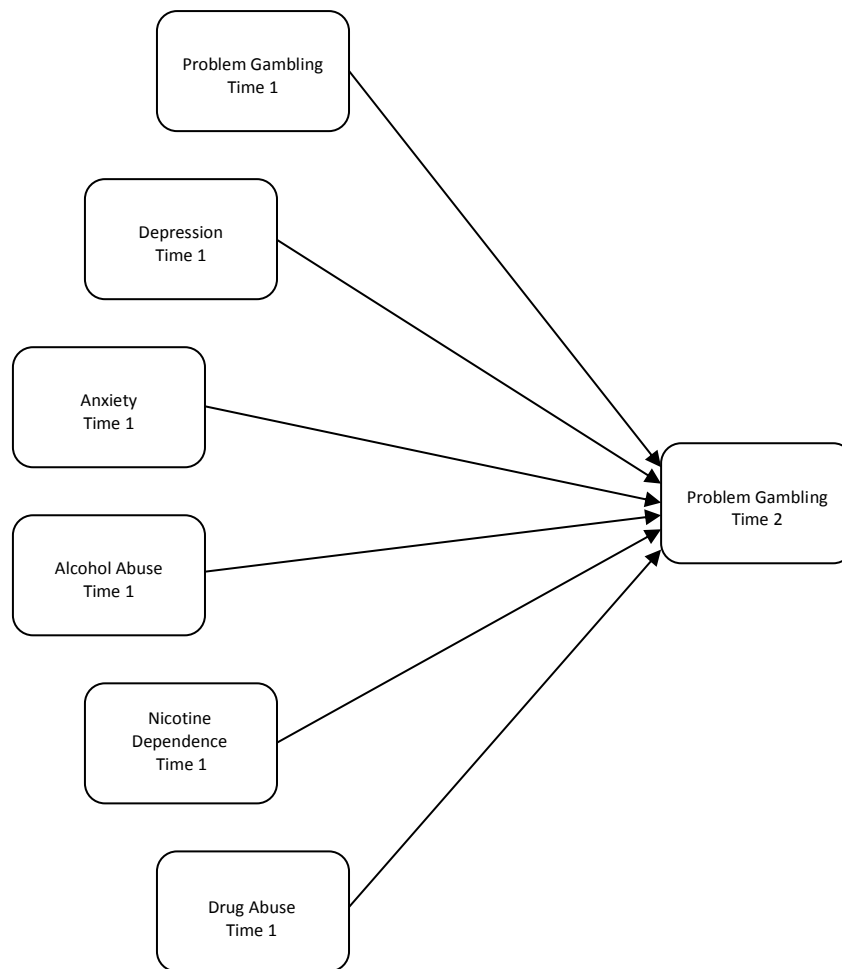 Problem Gambling
Time 1
Depression
Time 1
Anxiety
Time 1
Problem Gambling
Time 2
Alcohol Abuse
Time 1
Nicotine
Dependence
Time 1
Drug Abuse
Time 1